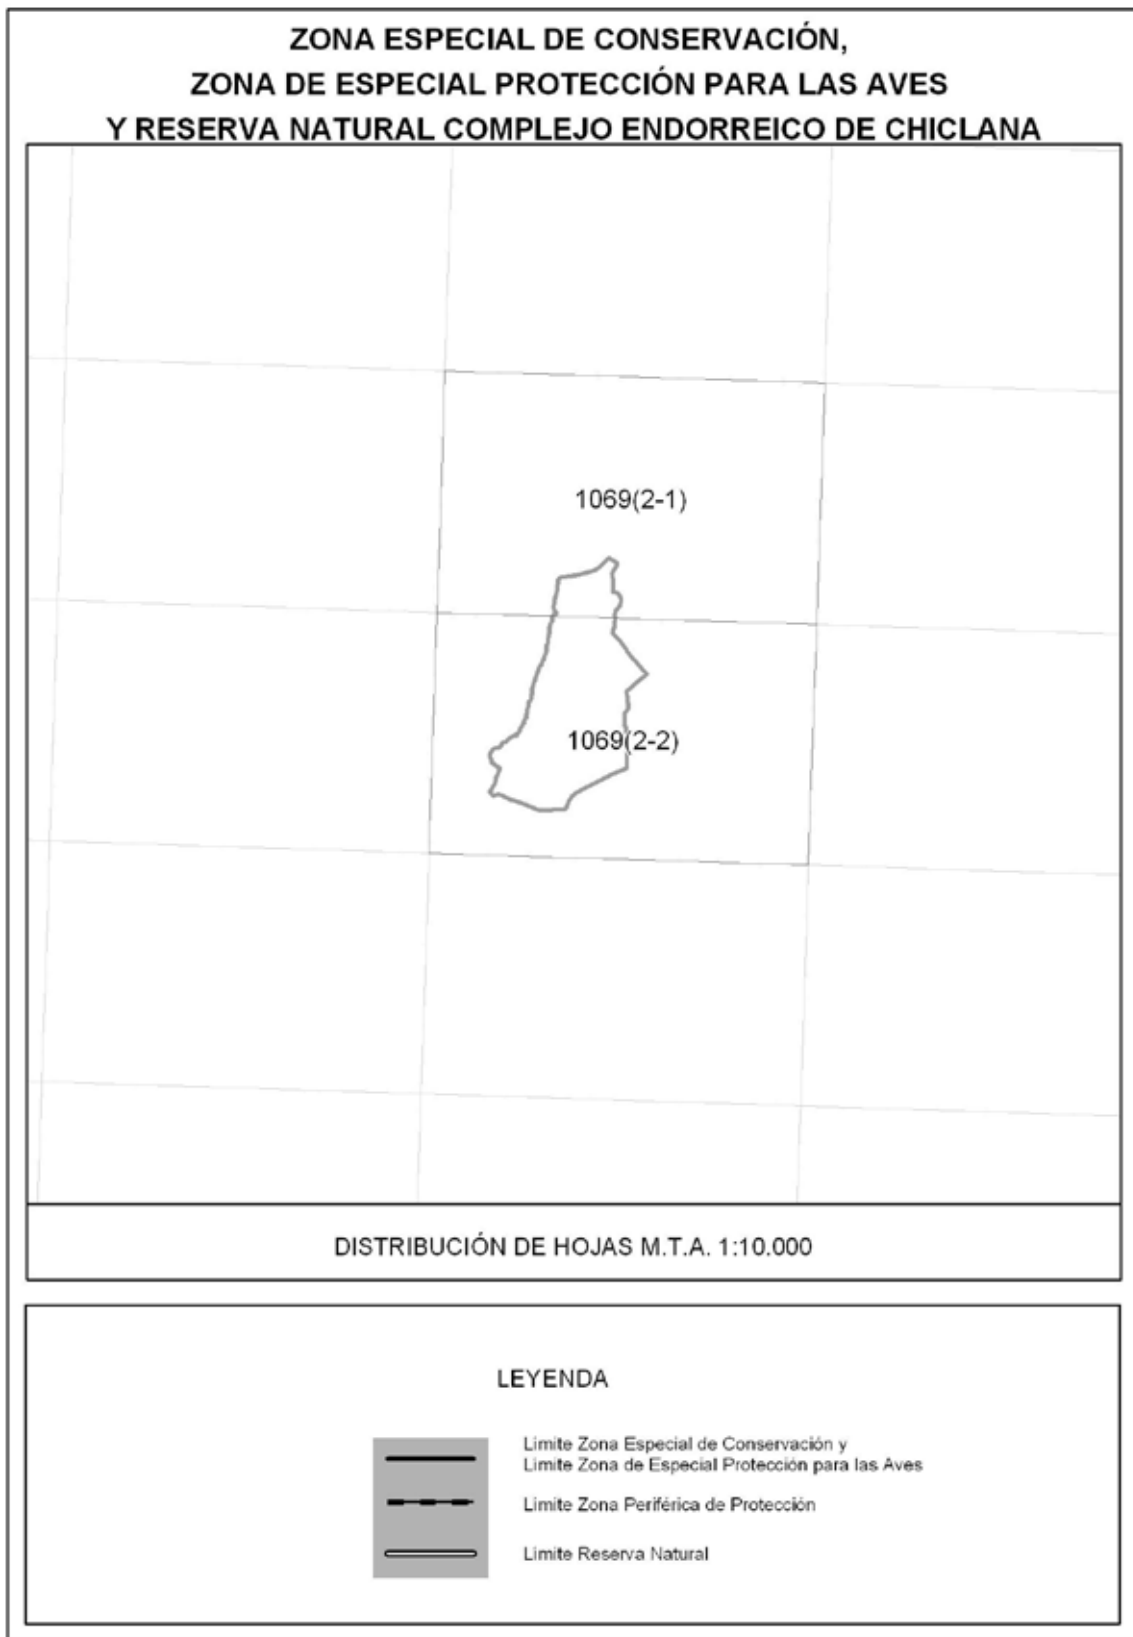 ZONA ESPECIAL DE CONSERVACIÓN,
ZONA DE ESPECIAL PROTECCIÓN PARA LAS AVES
Y RESERVA NATURAL COMPLEJO ENDORREICO DE CHICLANA
1069(2-1)
1069(2-2)
DISTRIBUCIÓN DE HOJAS M.T.A. 1:10.000
LEYENDA
Limite Zona Especial de Conservación y
Limite Zona de Especial Protección para las Aves
Limite Zona Periférica de Protección
Limite Reserva Natural